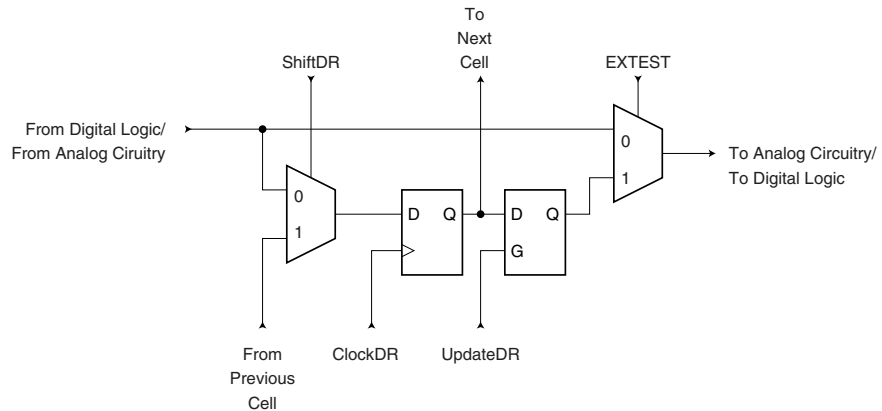 To
Next
Cell
ShiftDR
EXTEST
From Digital Logic/
From Analog Ciruitry
0
1
To Analog Circuitry/
To Digital Logic
0
1
D Q
D Q
G
From
Previous
Cell
ClockDR
UpdateDR